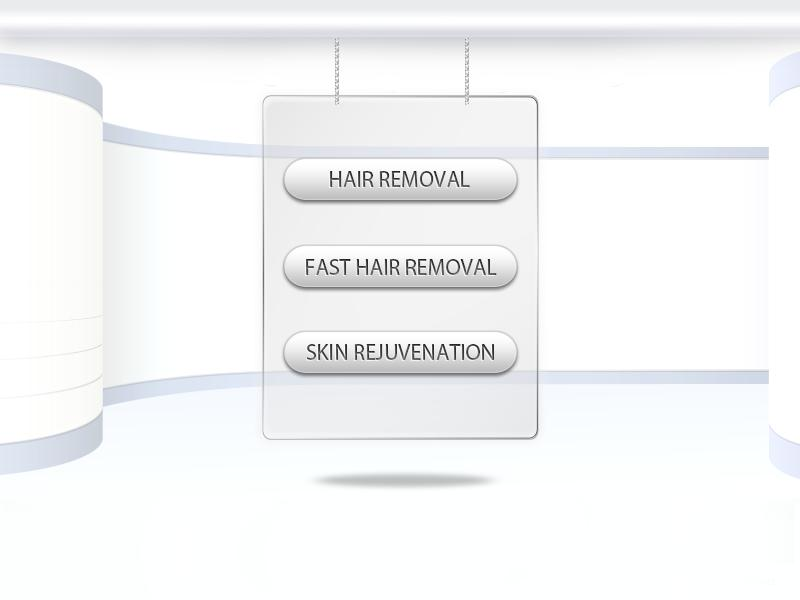 HAIR REMOVAL
FAST HAIR REMOVAL
SKIN REJUVENATION